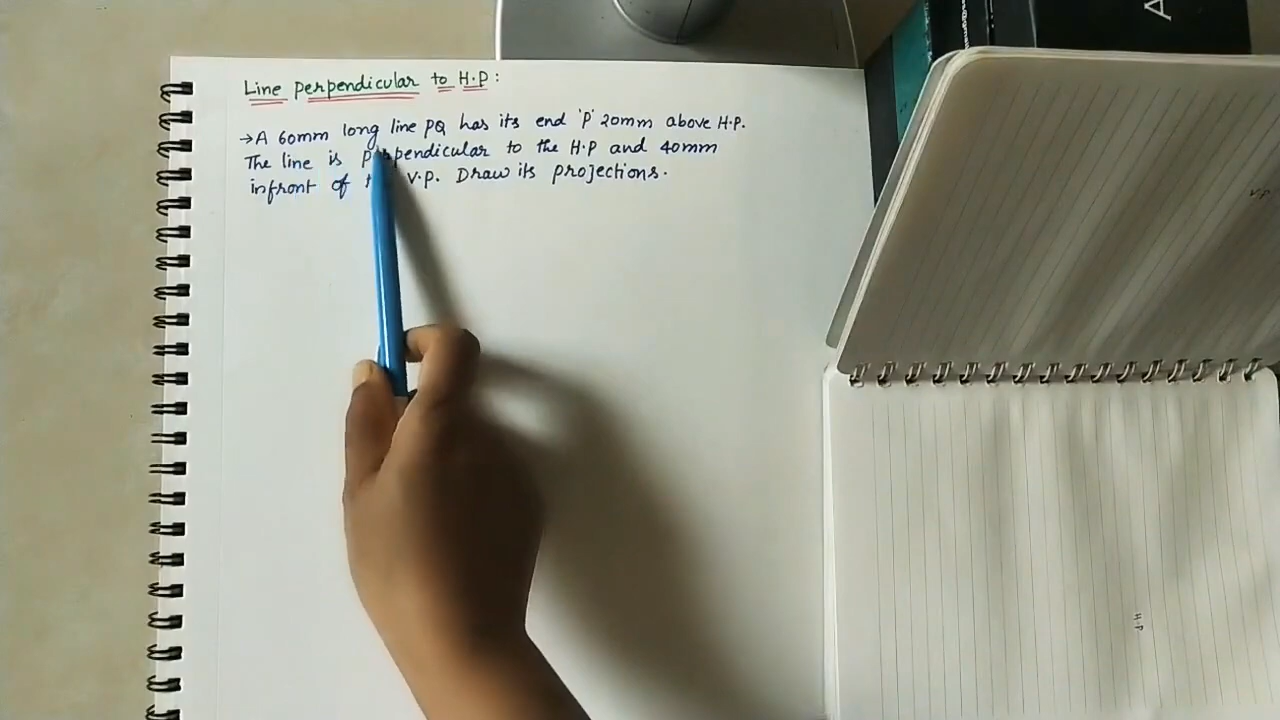 Line perpendicular to H.P:
→ A 60mm long line PQ has its end 'P' 20mm above H.P.
The line is perpendicular to the H.P and 40mm
infront of V.P. Draw its projections.
A
V.P
H.P